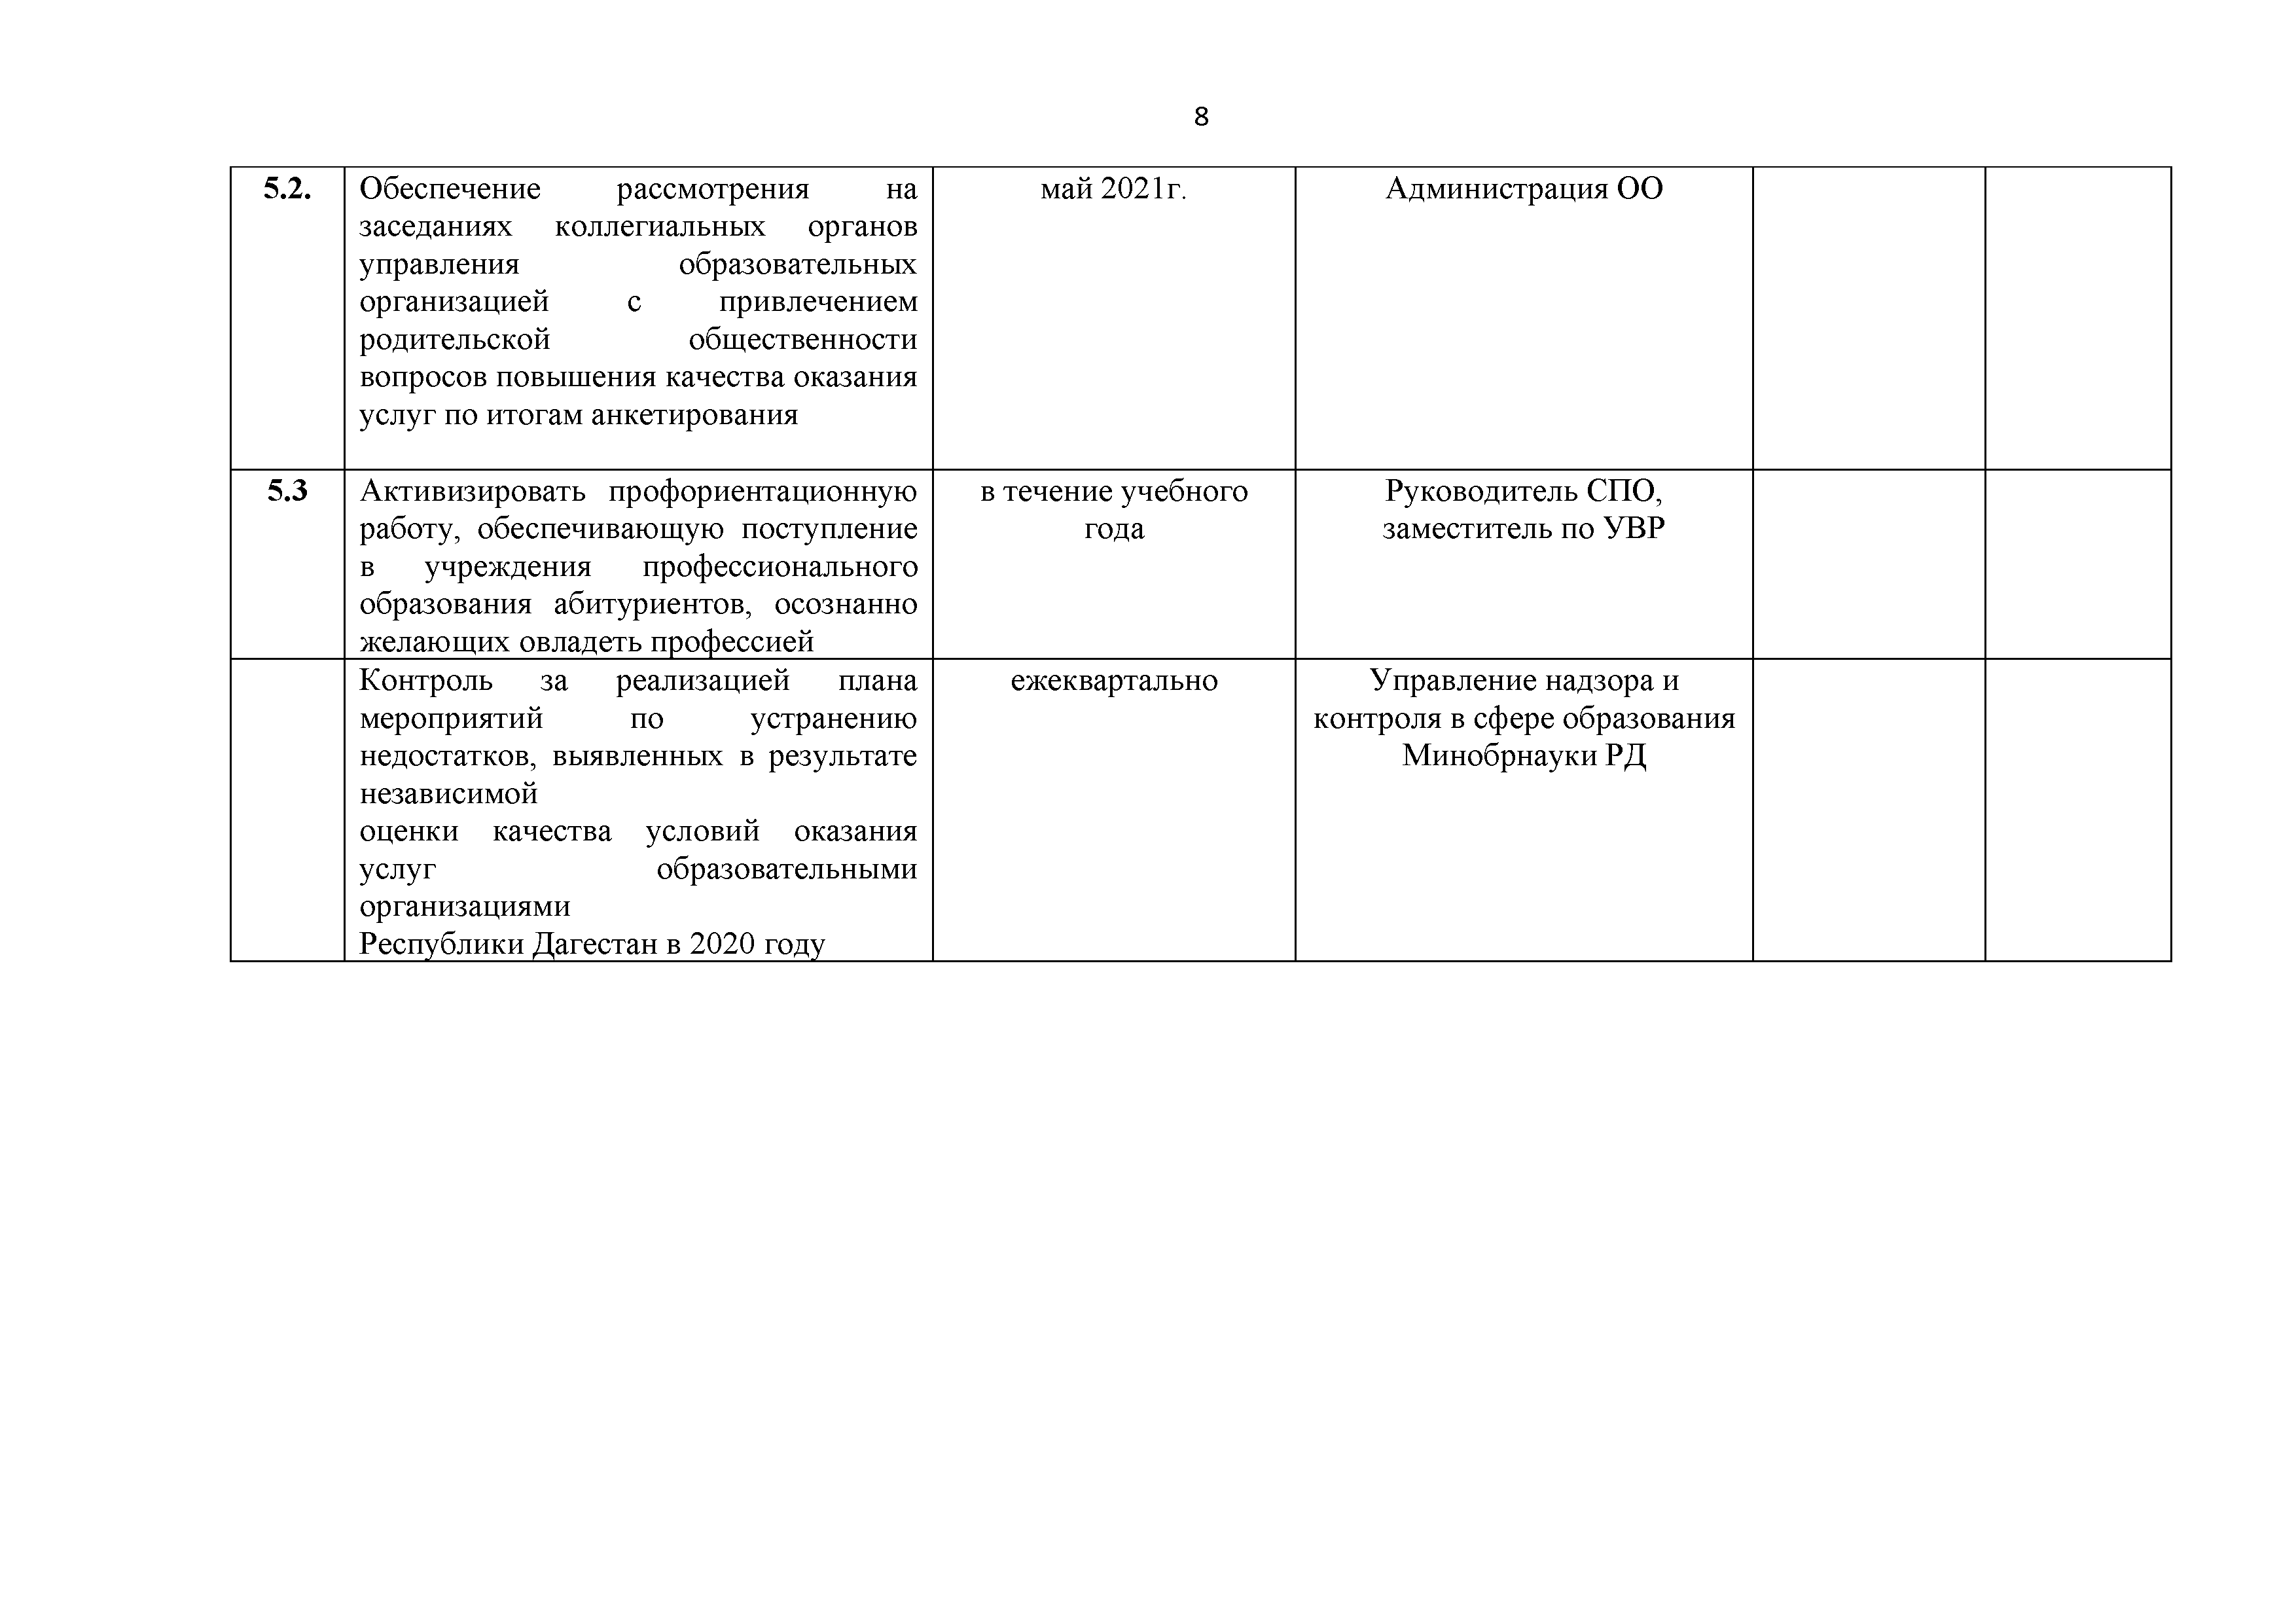 8
5.2.
Обеспечение рассмотрения на
заседаниях коллегиальных органов
управления образовательных
организацией с привлечением
родительской общественности
вопросов повышения качества оказания
услуг по итогам анкетирования
май 2021г.
Администрация ОО
5.3
Активизировать профориентационную
работу, обеспечивающую поступление
в учреждения профессионального
образования абитуриентов, осознанно
желающих овладеть профессией
в течение учебного
года
Руководитель СПО,
заместитель по УВР
Контроль за реализацией плана
мероприятий по устранению
недостатков, выявленных в результате
независимой
оценки качества условий оказания
услуг образовательными
организациями
Республики Дагестан в 2020 году
ежеквартально
Управление надзора и
контроля в сфере образования
Минобрнауки РД